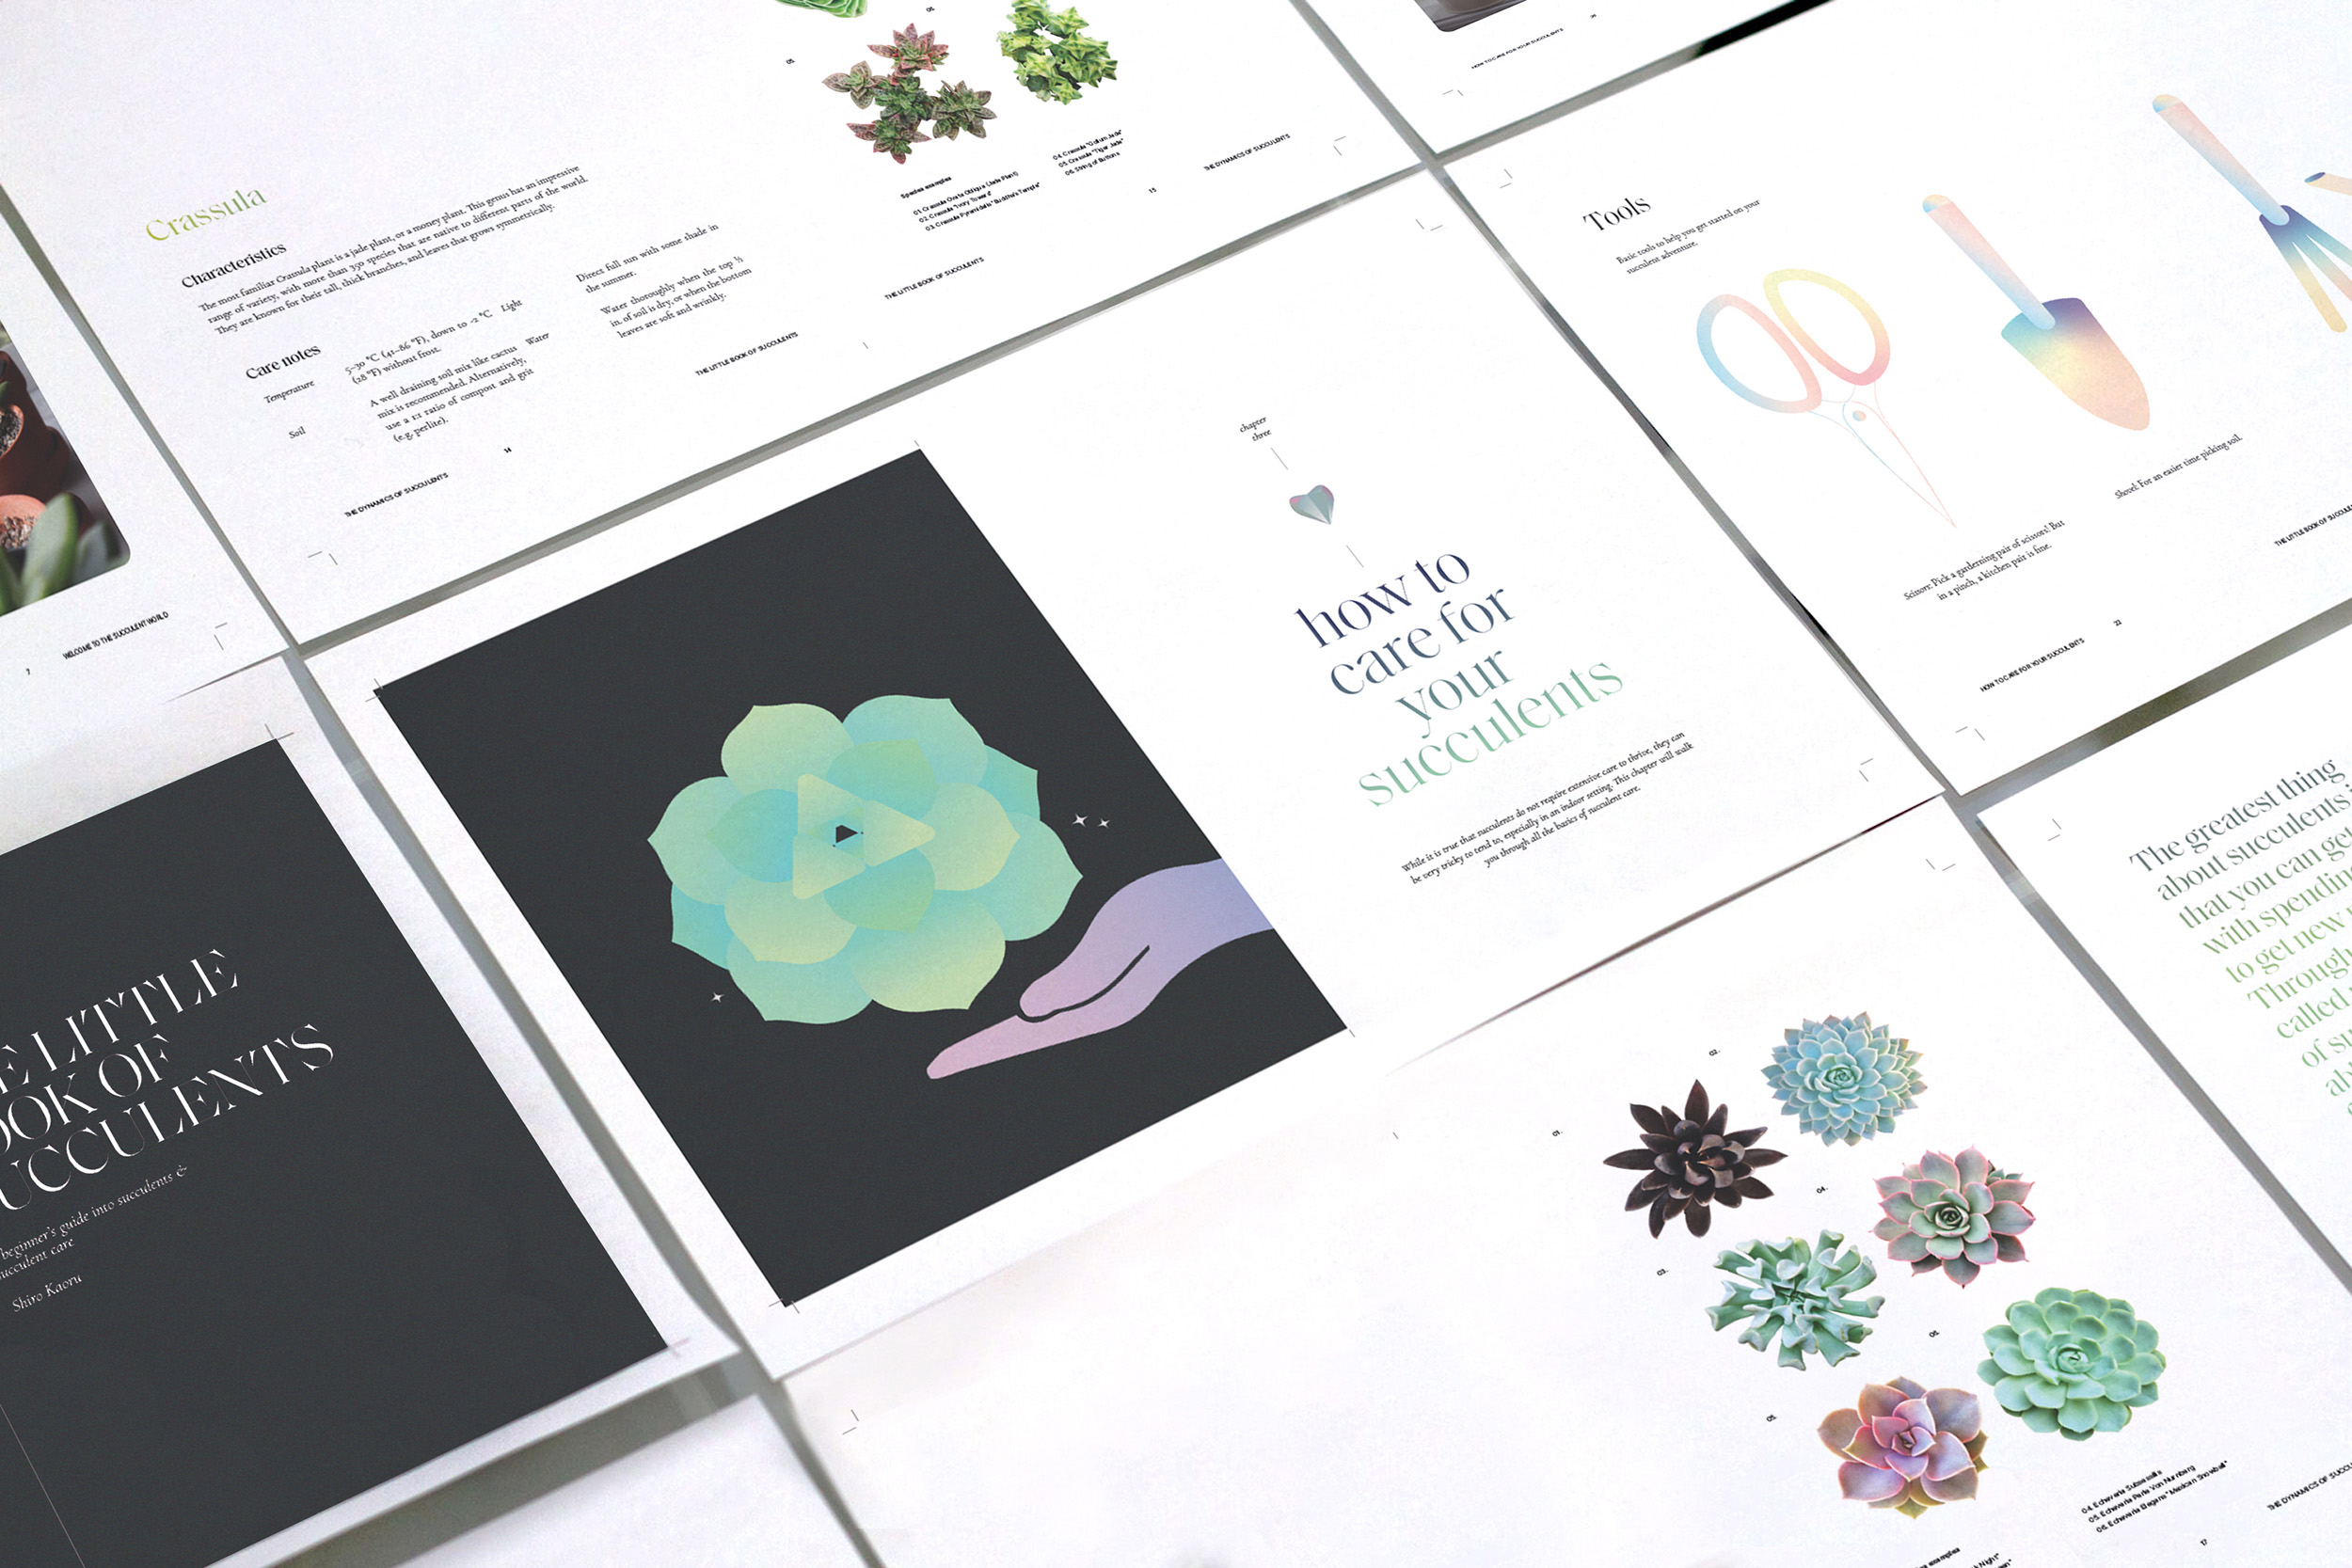 05.
06.
Crassula
Characteristics
The most familiar Crassula plant is a jade plant, or a money plant. This genus has an impressive
range of variety, with more than 350 species that are native to different parts of the world.
They are known for their tall, thick branches, and leaves that grows symmetrically.
Care notes
Temperature
5–30 °C (41–86 °F), down to -2 °C
(28 °F) without frost.
Soil
A well draining soil mix like cactus
mix is recommended. Alternatively,
use a 1:1 ratio of compost and grit
(e.g. perlite).
Light
Direct full sun with some shade in
the summer.
Water
Water thoroughly when the top ½
in. of soil is dry, or when the bottom
leaves are soft and wrinkly.
THE DYNAMICS OF SUCCULENTS
14
THE LITTLE BOOK OF SUCCULENTS
Species examples
01. Crassula Ovata Obliqua (Jade Plant)
02. Crassula "Ivory Towers"
03. Crassula Pyramidalis "Buddha's Temple"
04. Crassula "Gollum Jade"
05. Crassula "Tiger Jade"
06. String of Buttons
THE LITTLE BOOK OF SUCCULENTS
15
THE DYNAMICS OF SUCCULENTS
HOW TO CARE FOR YOUR SUCCULENTS
Tools
Basic tools to help you get started on your
succulent adventure.
Scissors: Pick a garderning pair of scissors! But
in a pinch, a kitchen pair is fine.
Shovel: For an easier time picking soil.
HOW TO CARE FOR YOUR SUCCULENTS
22
THE LITTLE BOOK OF
7
WELCOME TO THE SUCCULENT WORLD
chapter
three
how to
care for
your
succulents
While it is true that succulents do not require extensive care to thrive, they can
be very tricky to tend to, especially in an indoor setting. This chapter will walk
you through all the basics of succulent care.
LITTLE
OF
beginner's guide into succulents &
succulent care
Shiro Kaoru
The greatest thing
about succulents
that you can
with
to get new
Through
called
of
01.
02.
03.
04.
05.
05.
04. Echeveria Subsessilis
05. Echeveria Perle Von Nurnberg
06. Echeveria Elegans "Mexican Snowball"
17
THE DYNAMICS OF